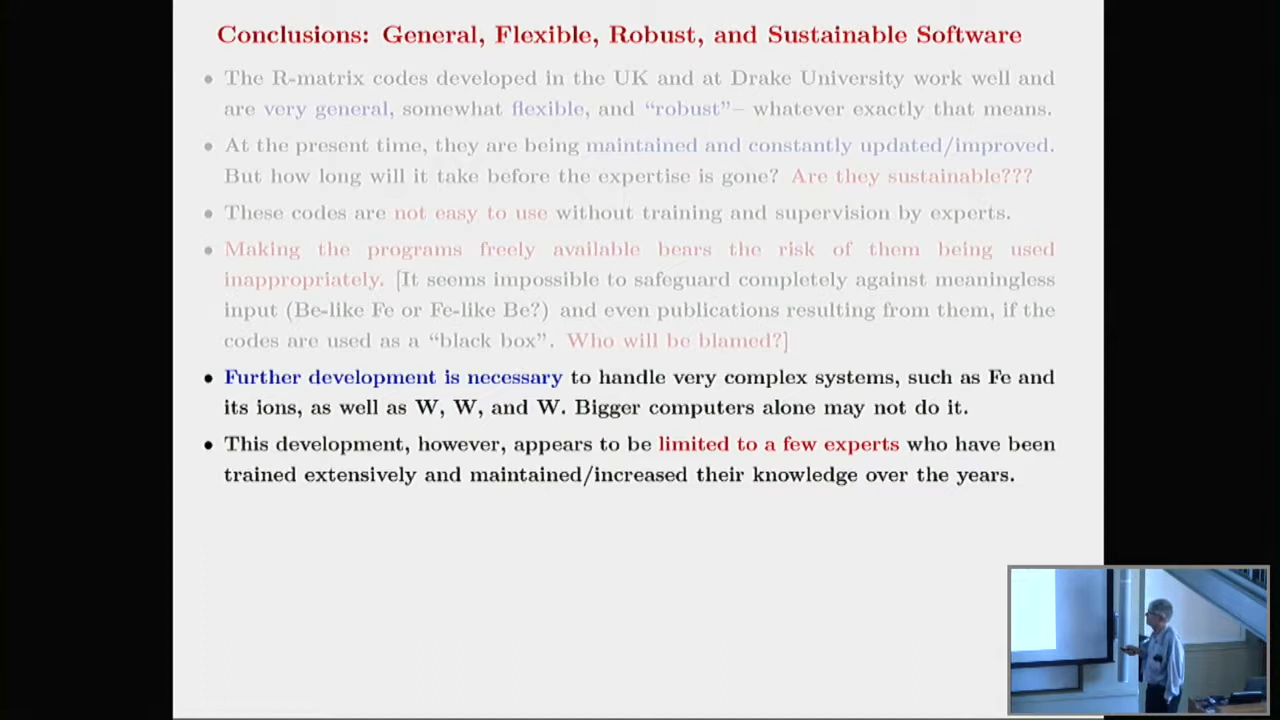 Conclusions: General, Flexible, Robust, and Sustainable Software
• The R-matrix codes developed in the UK and at Drake University work well and
are very general, somewhat flexible, and “robust”– whatever exactly that means.
• At the present time, they are being maintained and constantly updated/improved.
But how long will it take before the expertise is gone? Are they sustainable???
• These codes are not easy to use without training and supervision by experts.
• Making the programs freely available bears the risk of them being used
inappropriately. [It seems impossible to safeguard completely against meaningless
input (Be-like Fe or Fe-like Be?) and even publications resulting from them, if the
codes are used as a “black box”. Who will be blamed?]
• Further development is necessary to handle very complex systems, such as Fe and
its ions, as well as W, W, and W. Bigger computers alone may not do it.
• This development, however, appears to be limited to a few experts who have been
trained extensively and maintained/increased their knowledge over the years.